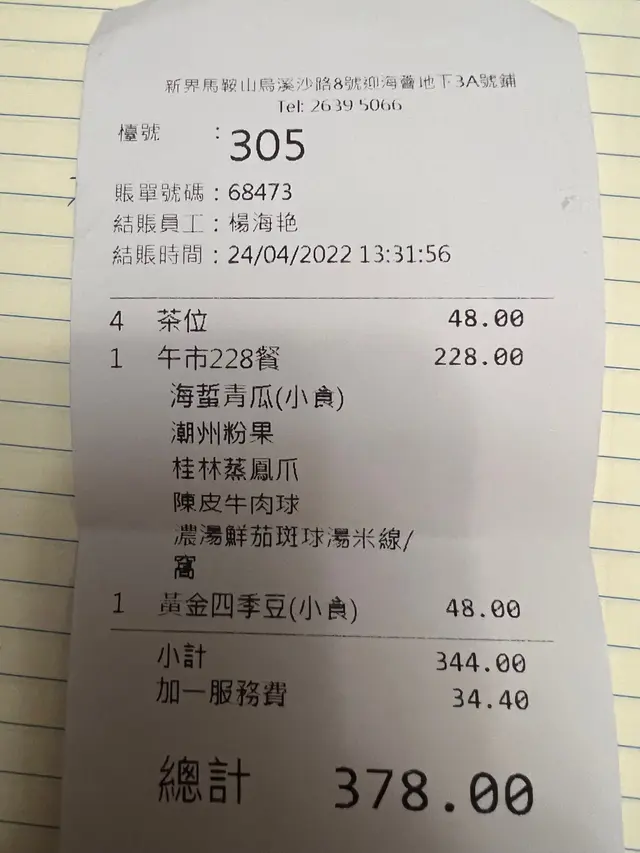 新界馬鞍山烏溪沙路8號迎海薈地下3A號鋪
Tel: 2639 5066
檯號 : 305
賬單號碼 : 68473
結賬員工 : 楊海艳
結賬時間 : 24/04/2022 13:31:56
4 茶位 48.00
1 午市228餐 228.00
海蜇青瓜(小食)
潮州粉果
桂林蒸鳳爪
陳皮牛肉球
濃湯鮮茄斑球湯米線/
窩
1 黃金四季豆(小食) 48.00
小計 344.00
加一服務費 34.40
總計 378.00